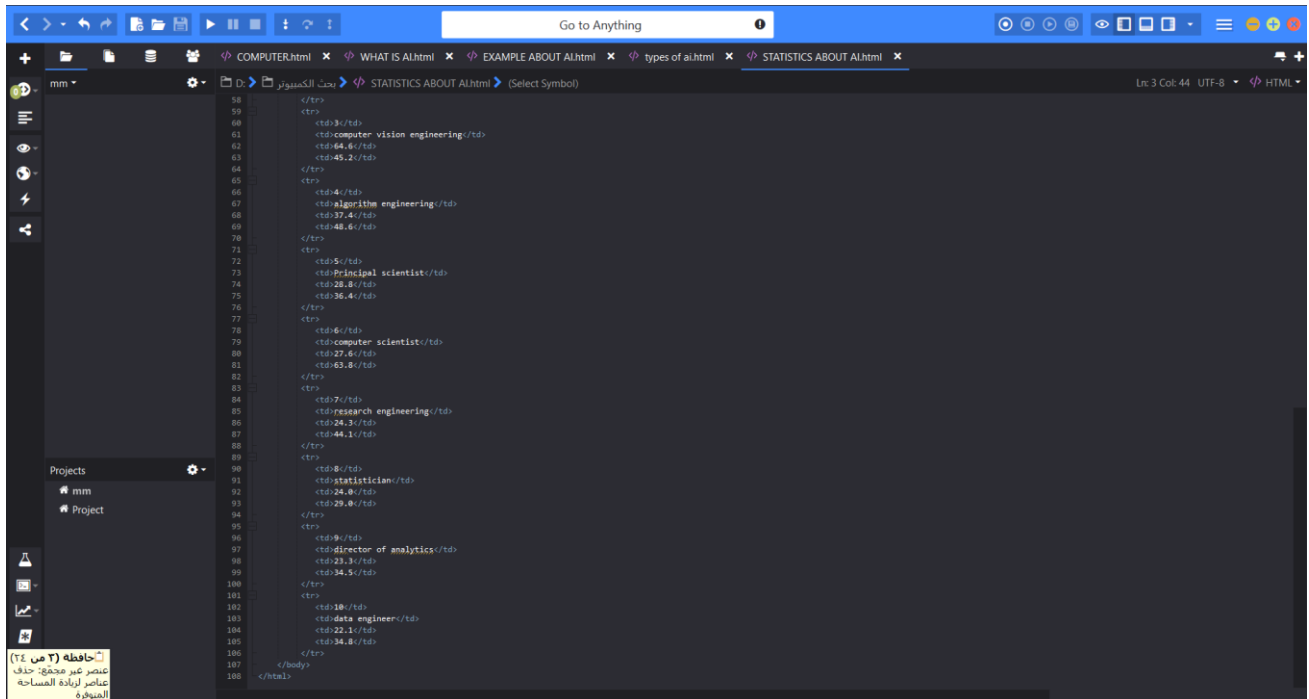 Go to Anything
COMPUTER.html WHAT IS AI.html EXAMPLE ABOUT AI.html types of ai.html STATISTICS ABOUT AI.html
mm
D: بحث الكمبيوتر STATISTICS ABOUT AI.html (Select Symbol) Ln: 3 Col: 44 UTF-8 HTML
58 </tr>
59 <tr>
60 <td>3</td>
61 <td>computer vision engineering</td>
62 <td>64.6</td>
63 <td>45.2</td>
64 </tr>
65 <tr>
66 <td>4</td>
67 <td>algorithm engineering</td>
68 <td>37.4</td>
69 <td>48.6</td>
70 </tr>
71 <tr>
72 <td>5</td>
73 <td>Principal scientist</td>
74 <td>28.8</td>
75 <td>36.4</td>
76 </tr>
77 <tr>
78 <td>6</td>
79 <td>computer scientist</td>
80 <td>27.6</td>
81 <td>63.8</td>
82 </tr>
83 <tr>
84 <td>7</td>
85 <td>research engineering</td>
86 <td>24.3</td>
87 <td>44.1</td>
88 </tr>
89 <tr>
90 <td>8</td>
91 <td>statistician</td>
92 <td>24.0</td>
93 <td>29.0</td>
94 </tr>
95 <tr>
96 <td>9</td>
97 <td>director of analytics</td>
98 <td>23.3</td>
99 <td>34.5</td>
100 </tr>
101 <tr>
102 <td>10</td>
103 <td>data engineer</td>
104 <td>22.1</td>
105 <td>34.8</td>
106 </tr>
107 </body>
108 </html>
Projects
mm
Project
حافظة (٣ من ٢٤)
عنصر غير مجمّع: حذف
عناصر لزيادة المساحة
المتوفرة